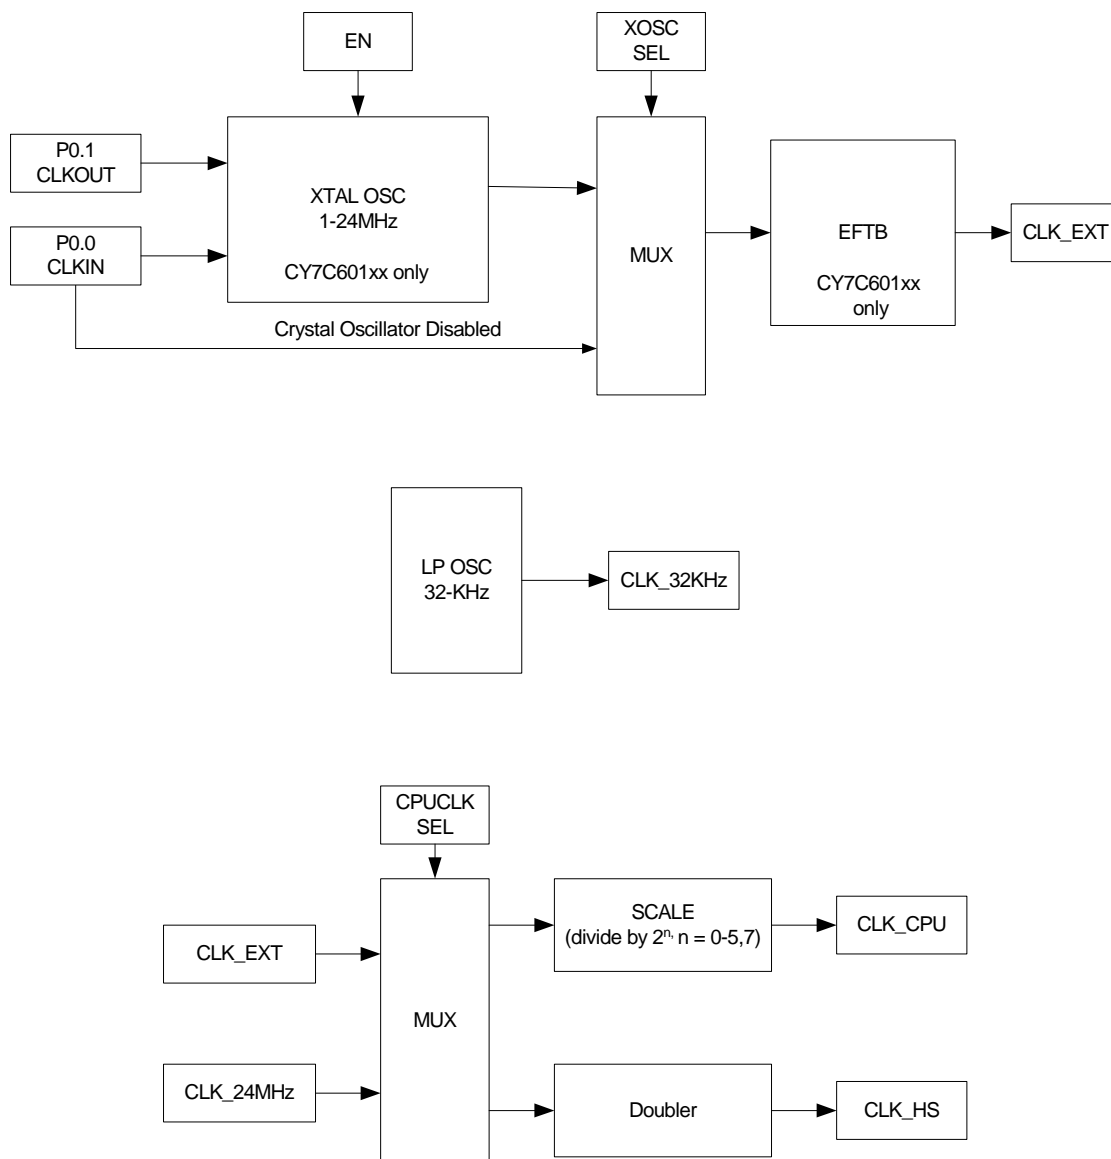 EN
XOSC
SEL
P0.1
CLKOUT
XTAL OSC
1-24MHz
P0.0
CLKIN
CY7C601xx only
MUX
EFTB
CY7C601xx
only
CLK_EXT
Crystal Oscillator Disabled
LP OSC
32-KHz
CLK_32KHz
CPUCLK
SEL
CLK_EXT
MUX
SCALE
(divide by 2ⁿ, n = 0-5,7)
CLK_CPU
CLK_24MHz
Doubler
CLK_HS